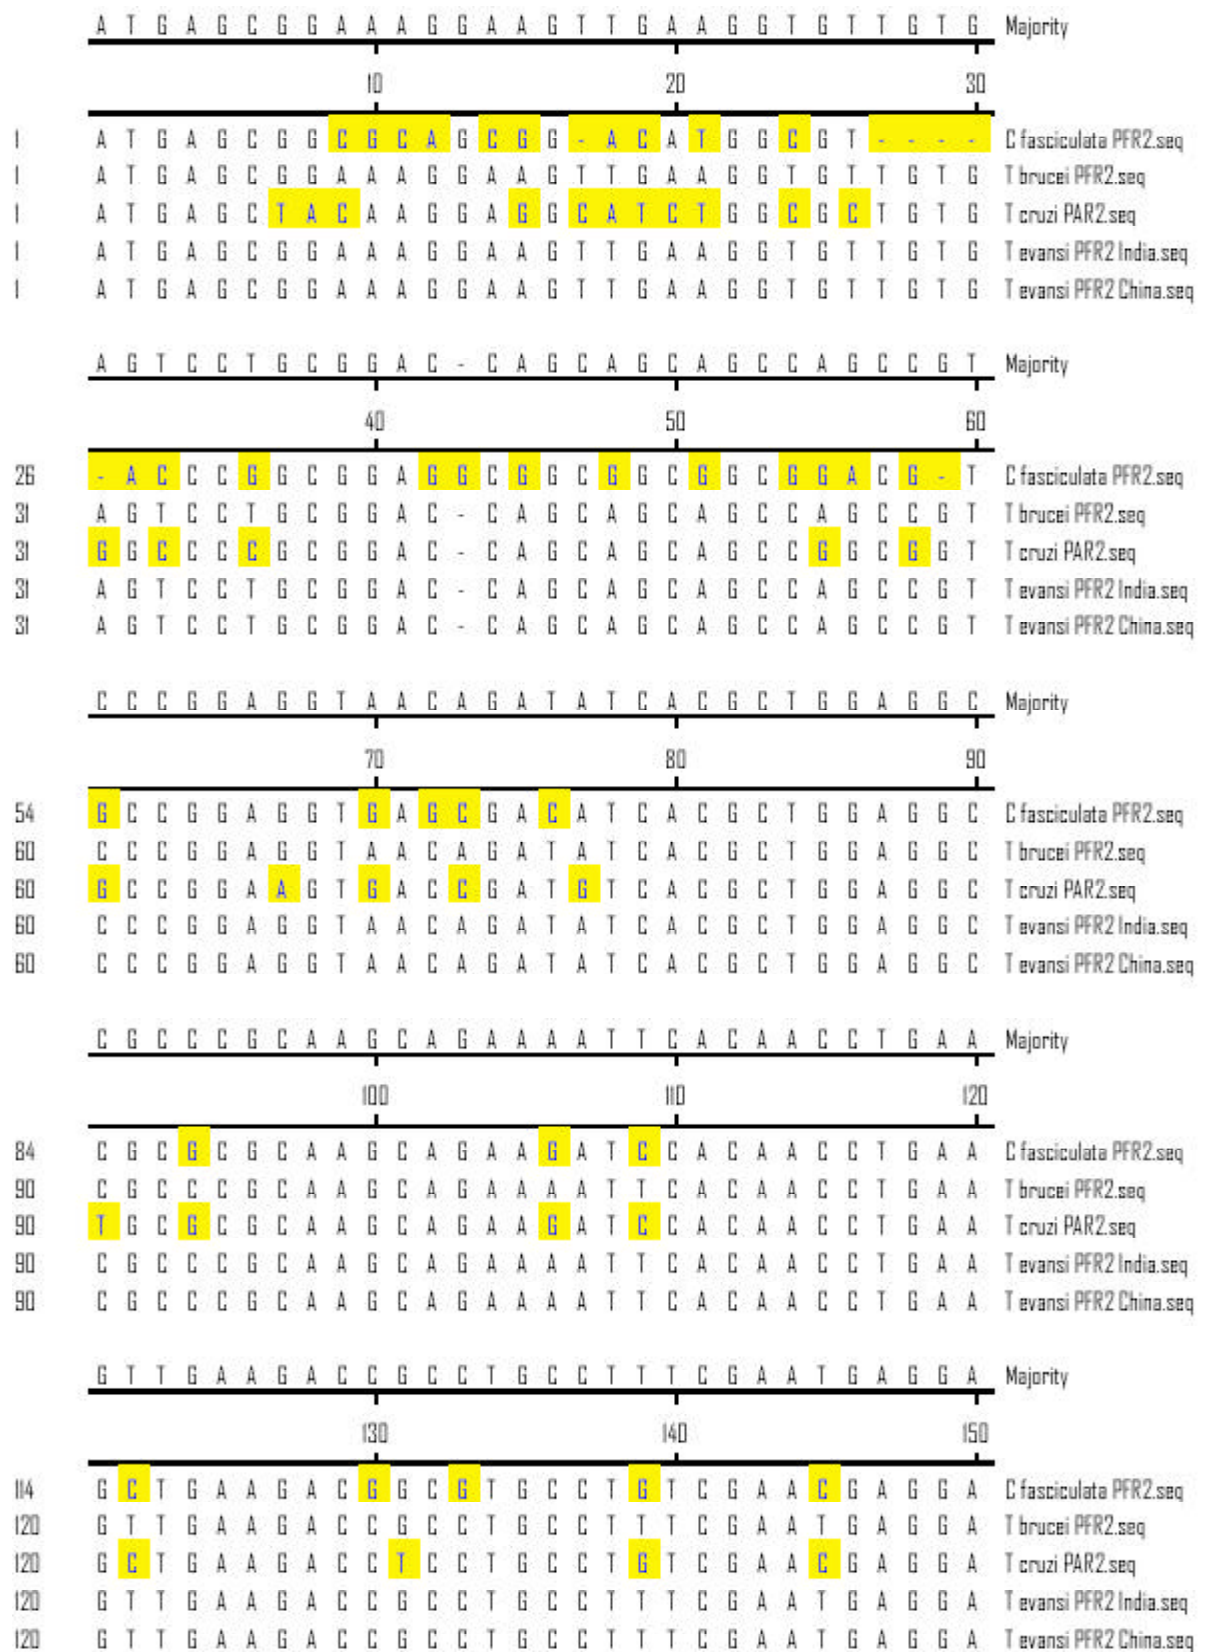 A T G A G C G G A A A G G A A G T T G A A G G T G T T G T G Majority
10 20 30
1 A T G A G C G G C G C A G C G G - A C A T G G C G T - - - - C fasciculata PFR2.seq
1 A T G A G C G G A A A G G A A G T T G A A G G T G T T G T G T brucei PFR2.seq
1 A T G A G C T A C A A G G A G G C A T C T G G C G C T G T G T cruzi PAR2.seq
1 A T G A G C G G A A A G G A A G T T G A A G G T G T T G T G T evansi PFR2 India.seq
1 A T G A G C G G A A A G G A A G T T G A A G G T G T T G T G T evansi PFR2 China.seq
A G T C C T G C G G A C - C A G C A G C A G C C A G C C G T Majority
40 50 60
26 - A C C C G G C G G A G G C G G C G G C G G C G G A C G - T C fasciculata PFR2.seq
31 A G T C C T G C G G A C - C A G C A G C A G C C A G C C G T T brucei PFR2.seq
31 G G C C C C G C G G A C - C A G C A G C A G C C G G C G G T T cruzi PAR2.seq
31 A G T C C T G C G G A C - C A G C A G C A G C C A G C C G T T evansi PFR2 India.seq
31 A G T C C T G C G G A C - C A G C A G C A G C C A G C C G T T evansi PFR2 China.seq
C C C G G A G G T A A C A G A T A T C A C G C T G G A G G C Majority
70 80 90
54 G C C G G A G G T G A G C G A C A T C A C G C T G G A G G C C fasciculata PFR2.seq
60 C C C G G A G G T A A C A G A T A T C A C G C T G G A G G C T brucei PFR2.seq
60 G C C G G A A G T G A C C G A T G T C A C G C T G G A G G C T cruzi PAR2.seq
60 C C C G G A G G T A A C A G A T A T C A C G C T G G A G G C T evansi PFR2 India.seq
60 C C C G G A G G T A A C A G A T A T C A C G C T G G A G G C T evansi PFR2 China.seq
C G C C C G C A A G C A G A A A A T T C A C A A C C T G A A Majority
100 110 120
84 C G C G C G C A A G C A G A A G A T C C A C A A C C T G A A C fasciculata PFR2.seq
90 C G C C C G C A A G C A G A A A A T T C A C A A C C T G A A T brucei PFR2.seq
90 T G C G C G C A A G C A G A A G A T C C A C A A C C T G A A T cruzi PAR2.seq
90 C G C C C G C A A G C A G A A A A T T C A C A A C C T G A A T evansi PFR2 India.seq
90 C G C C C G C A A G C A G A A A A T T C A C A A C C T G A A T evansi PFR2 China.seq
G T T G A A G A C C G C C T G C C T T T C G A A T G A G G A Majority
130 140 150
114 G C T G A A G A C G G C G T G C C T G T C G A A C G A G G A C fasciculata PFR2.seq
120 G T T G A A G A C C G C C T G C C T T T C G A A T G A G G A T brucei PFR2.seq
120 G C T G A A G A C C T C C T G C C T G T C G A A C G A G G A T cruzi PAR2.seq
120 G T T G A A G A C C G C C T G C C T T T C G A A T G A G G A T evansi PFR2 India.seq
120 G T T G A A G A C C G C C T G C C T T T C G A A T G A G G A T evansi PFR2 China.seq